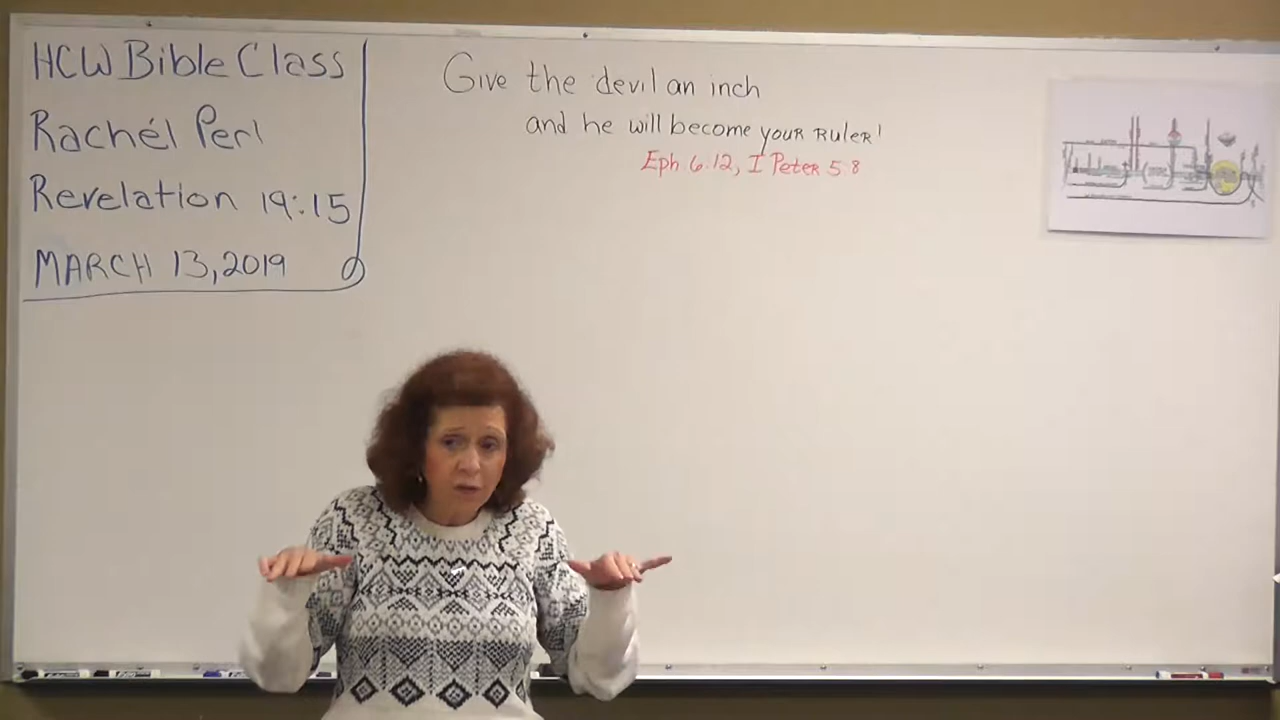 HCW Bible Class
Rachél Perl
Revelation 19:15
MARCH 13, 2019
Give the devil an inch
and he will become your RULER!
Eph 6:12, I Peter 5:8